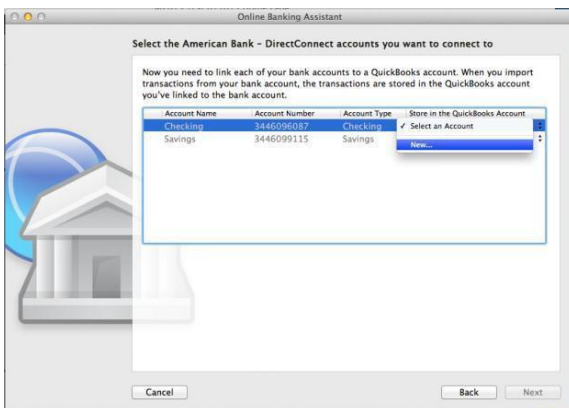 Online Banking Assistant
Select the American Bank - DirectConnect accounts you want to connect to
Now you need to link each of your bank accounts to a QuickBooks account. When you import
transactions from your bank account, the transactions are stored in the QuickBooks account
you've linked to the bank account.
Account Name Account Number Account Type Store in the QuickBooks Account
Checking 3446096087 Checking ✓ Select an Account
Savings 3446099115 Savings New...
Cancel Back Next